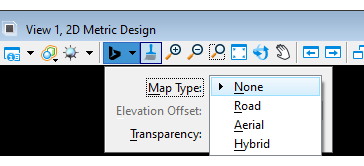 View 1, 2D Metric Design
Map Type:
None
Road
Elevation Offset:
Aerial
Transparency:
Hybrid